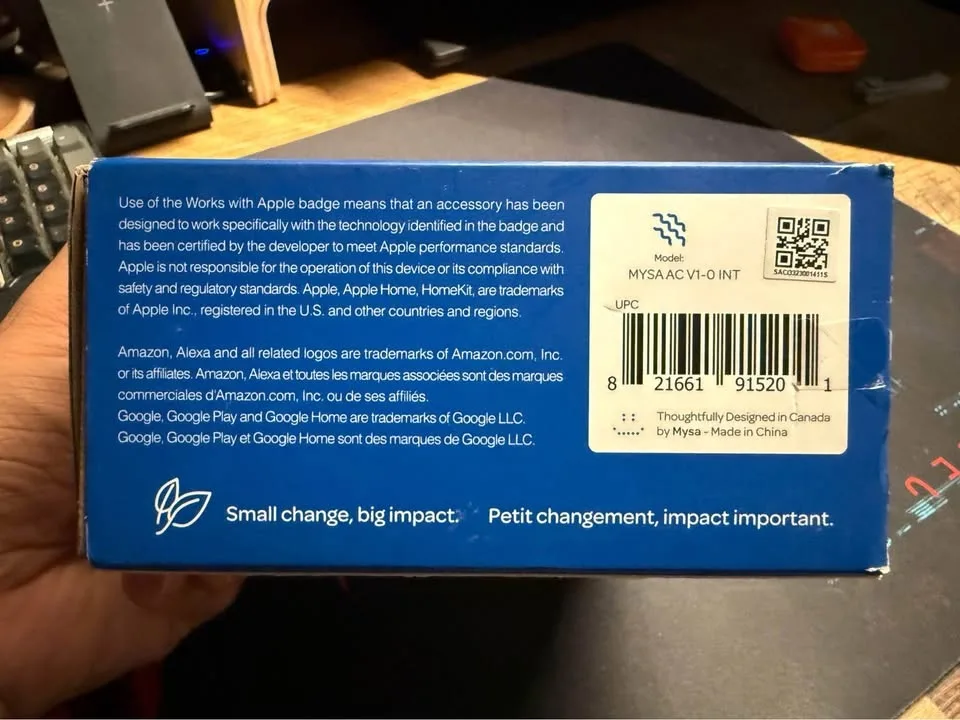 Use of the Works with Apple badge means that an accessory has been
designed to work specifically with the technology identified in the badge and
has been certified by the developer to meet Apple performance standards.
Apple is not responsible for the operation of this device or its compliance with
safety and regulatory standards. Apple, Apple Home, HomeKit, are trademarks
of Apple Inc., registered in the U.S. and other countries and regions.
Amazon, Alexa and all related logos are trademarks of Amazon.com, Inc.
or its affiliates. Amazon, Alexa et toutes les marques associées sont des marques
commerciales d'Amazon.com, Inc. ou de ses affiliés.
Google, Google Play and Google Home are trademarks of Google LLC.
Google, Google Play et Google Home sont des marques de Google LLC.
Small change, big impact. Petit changement, impact important.
Model:
MYSA AC V1-0 INT
UPC
8 21661 91520 1
Thoughtfully Designed in Canada
by Mysa - Made in China